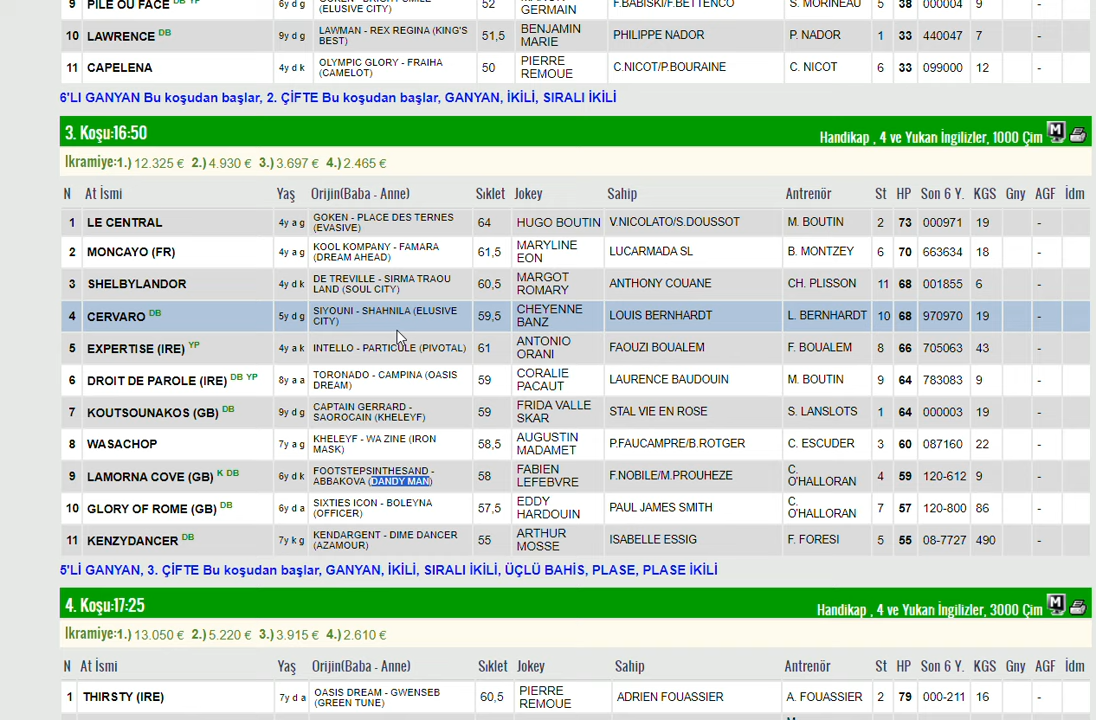 9 PILE OU FACE DB YP 6y d g (ELUSIVE CITY) 52 GERMAIN F.BABISKI/F.BETTENCO S. MORINEAU 5 38 000004 9 -
10 LAWRENCE DB 9y d g LAWMAN - REX REGINA (KING'S BEST) 51,5 BENJAMIN MARIE PHILIPPE NADOR P. NADOR 1 33 440047 7 -
11 CAPELENA 4y d k OLYMPIC GLORY - FRAIHA (CAMELOT) 50 PIERRE REMOUE C.NICOT/P.BOURAINE C. NICOT 6 33 099000 12 -
6'LI GANYAN Bu koşudan başlar, 2. ÇİFTE Bu koşudan başlar, GANYAN, İKİLİ, SIRALI İKİLİ
3. Koşu:16:50 Handikap , 4 ve Yukarı İngilizler, 1000 Çim M
İkramiye:1.) 12.325 € 2.) 4.930 € 3.) 3.697 € 4.) 2.465 €
N At İsmi Yaş Orijin(Baba - Anne) Sıklet Jokey Sahip Antrenör St HP Son 6 Y. KGS Gny AGF İdm
1 LE CENTRAL 4y a g GOKEN - PLACE DES TERNES (EVASIVE) 64 HUGO BOUTIN V.NICOLATO/S.DOUSSOT M. BOUTIN 2 73 000971 19 -
2 MONCAYO (FR) 4y a g KOOL KOMPANY - FAMARA (DREAM AHEAD) 61,5 MARYLINE EON LUCARMADA SL B. MONTZEY 6 70 663634 18 -
3 SHELBYLANDOR 4y d k DE TREVILLE - SIRMA TRAOU LAND (SOUL CITY) 60,5 MARGOT ROMARY ANTHONY COUANE CH. PLISSON 11 68 001855 6 -
4 CERVARO DB 5y d g SIYOUNI - SHAHNILA (ELUSIVE CITY) 59,5 CHEYENNE BANZ LOUIS BERNHARDT L. BERNHARDT 10 68 970970 19 -
5 EXPERTISE (IRE) YP 4y a k INTELLO - PARTICULE (PIVOTAL) 61 ANTONIO ORANI FAOUZI BOUALEM F. BOUALEM 8 66 705063 43 -
6 DROIT DE PAROLE (IRE) DB YP 8y a a TORONADO - CAMPINA (OASIS DREAM) 59 CORALIE PACAUT LAURENCE BAUDOUIN M. BOUTIN 9 64 783083 9 -
7 KOUTSOUNAKOS (GB) DB 9y d g CAPTAIN GERRARD - SAOROCAIN (KHELEYF) 59 FRIDA VALLE SKAR STAL VIE EN ROSE S. LANSLOTS 1 64 000003 19 -
8 WASACHOP 7y a g KHELEYF - WA ZINE (IRON MASK) 58,5 AUGUSTIN MADAMET P.FAUCAMPRE/B.ROTGER C. ESCUDER 3 60 087160 22 -
9 LAMORNA COVE (GB) K DB 6y d k FOOTSTEPSINTHESAND - ABBAKOVA (DANDY MAN) 58 FABIEN LEFEBVRE F.NOBILE/M.PROUHEZE C. O'HALLORAN 4 59 120-612 9 -
10 GLORY OF ROME (GB) DB 6y d a SIXTIES ICON - BOLEYNA (OFFICER) 57,5 EDDY HARDOUIN PAUL JAMES SMITH C. O'HALLORAN 7 57 120-800 86 -
11 KENZYDANCER DB 7y k g KENDARGENT - DIME DANCER (AZAMOUR) 55 ARTHUR MOSSE ISABELLE ESSIG F. FORESI 5 55 08-7727 490 -
5'Lİ GANYAN, 3. ÇİFTE Bu koşudan başlar, GANYAN, İKİLİ, SIRALI İKİLİ, ÜÇLÜ BAHİS, PLASE, PLASE İKİLİ
4. Koşu:17:25 Handikap , 4 ve Yukarı İngilizler, 3000 Çim M
İkramiye:1.) 13.050 € 2.) 5.220 € 3.) 3.915 € 4.) 2.610 €
N At İsmi Yaş Orijin(Baba - Anne) Sıklet Jokey Sahip Antrenör St HP Son 6 Y. KGS Gny AGF İdm
1 THIRSTY (IRE) 7y d a OASIS DREAM - GWENSEB (GREEN TUNE) 60,5 PIERRE REMOUE ADRIEN FOUASSIER A. FOUASSIER 2 79 000-211 16 -